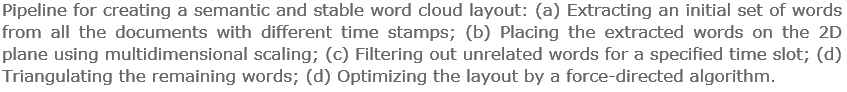 Pipeline for creating a semantic and stable word cloud layout: (a) Extracting an initial set of words
from all the documents with different time stamps; (b) Placing the extracted words on the 2D
plane using multidimensional scaling; (c) Filtering out unrelated words for a specified time slot; (d)
Triangulating the remaining words; (d) Optimizing the layout by a force-directed algorithm.